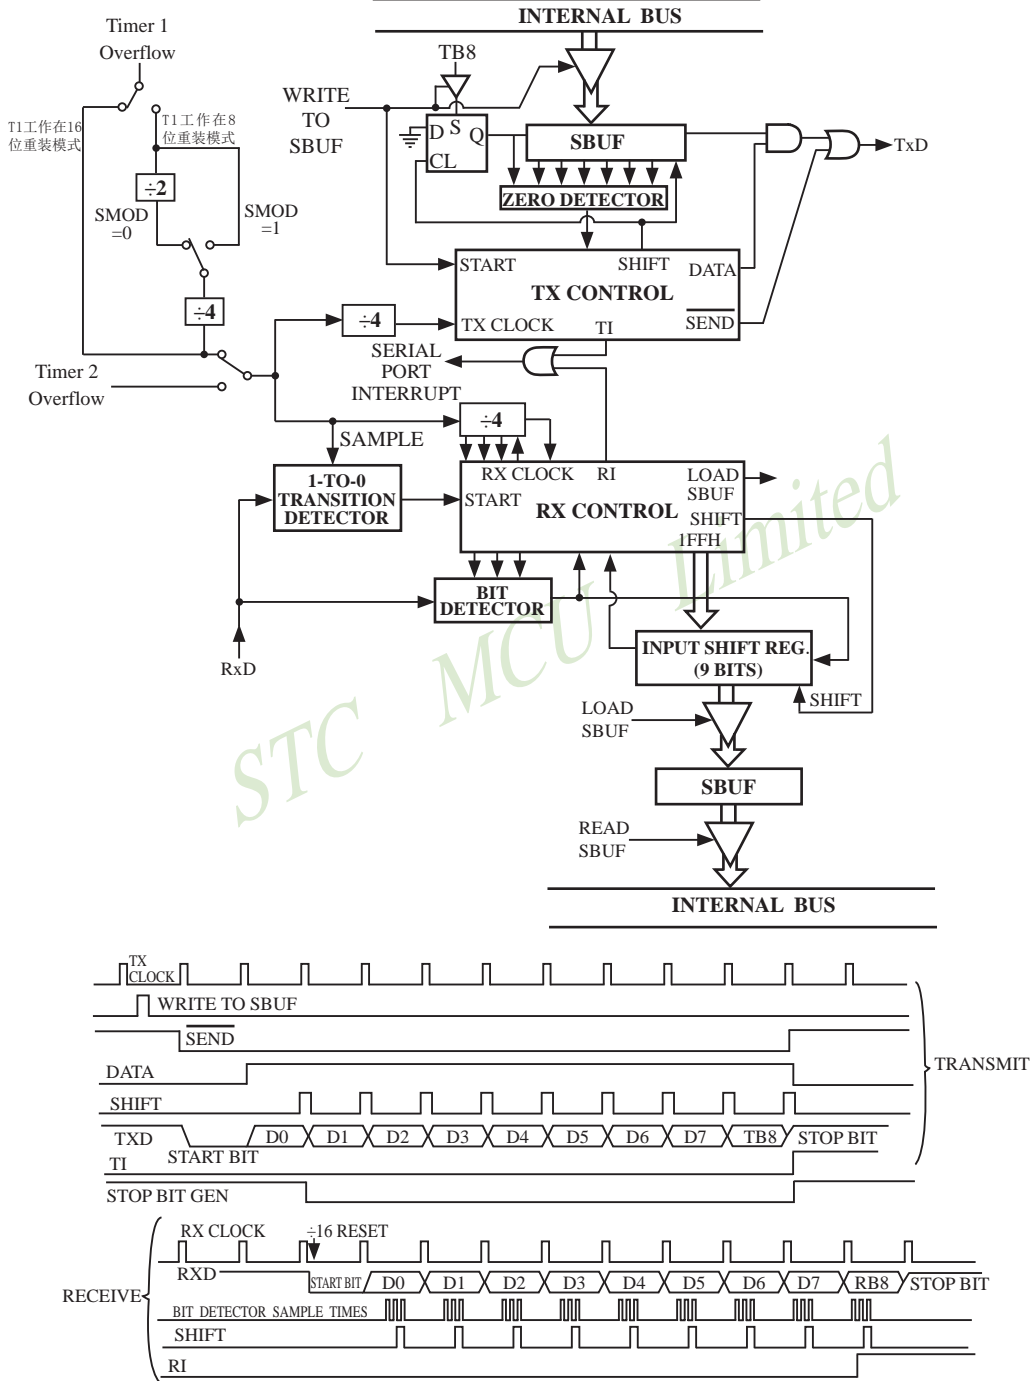 INTERNAL BUS
Timer 1
Overflow
TB8
WRITE
TO
SBUF
T1工作在16
位重装模式
T1工作在8
位重装模式
D
S
Q
CL
SBUF
TxD
÷2
ZERO DETECTOR
SMOD
=0
SMOD
=1
START
SHIFT
DATA
TX CONTROL
÷4
÷4
TX CLOCK
TI
SEND
SERIAL
PORT
INTERRUPT
Timer 2
Overflow
÷4
SAMPLE
RX CLOCK
RI
LOAD
SBUF
1-TO-0
TRANSITION
DETECTOR
START
RX CONTROL
SHIFT
1FFH
BIT
DETECTOR
RxD
INPUT SHIFT REG.
(9 BITS)
SHIFT
LOAD
SBUF
SBUF
READ
SBUF
INTERNAL BUS
STC MCU Limited
TX
CLOCK
WRITE TO SBUF
SEND
DATA
TRANSMIT
SHIFT
TXD
START BIT
D0 D1 D2 D3 D4 D5 D6 D7 TB8 STOP BIT
TI
STOP BIT GEN
RX CLOCK
÷16 RESET
RXD
START BIT D0 D1 D2 D3 D4 D5 D6 D7 RB8 STOP BIT
RECEIVE
BIT DETECTOR SAMPLE TIMES
SHIFT
RI